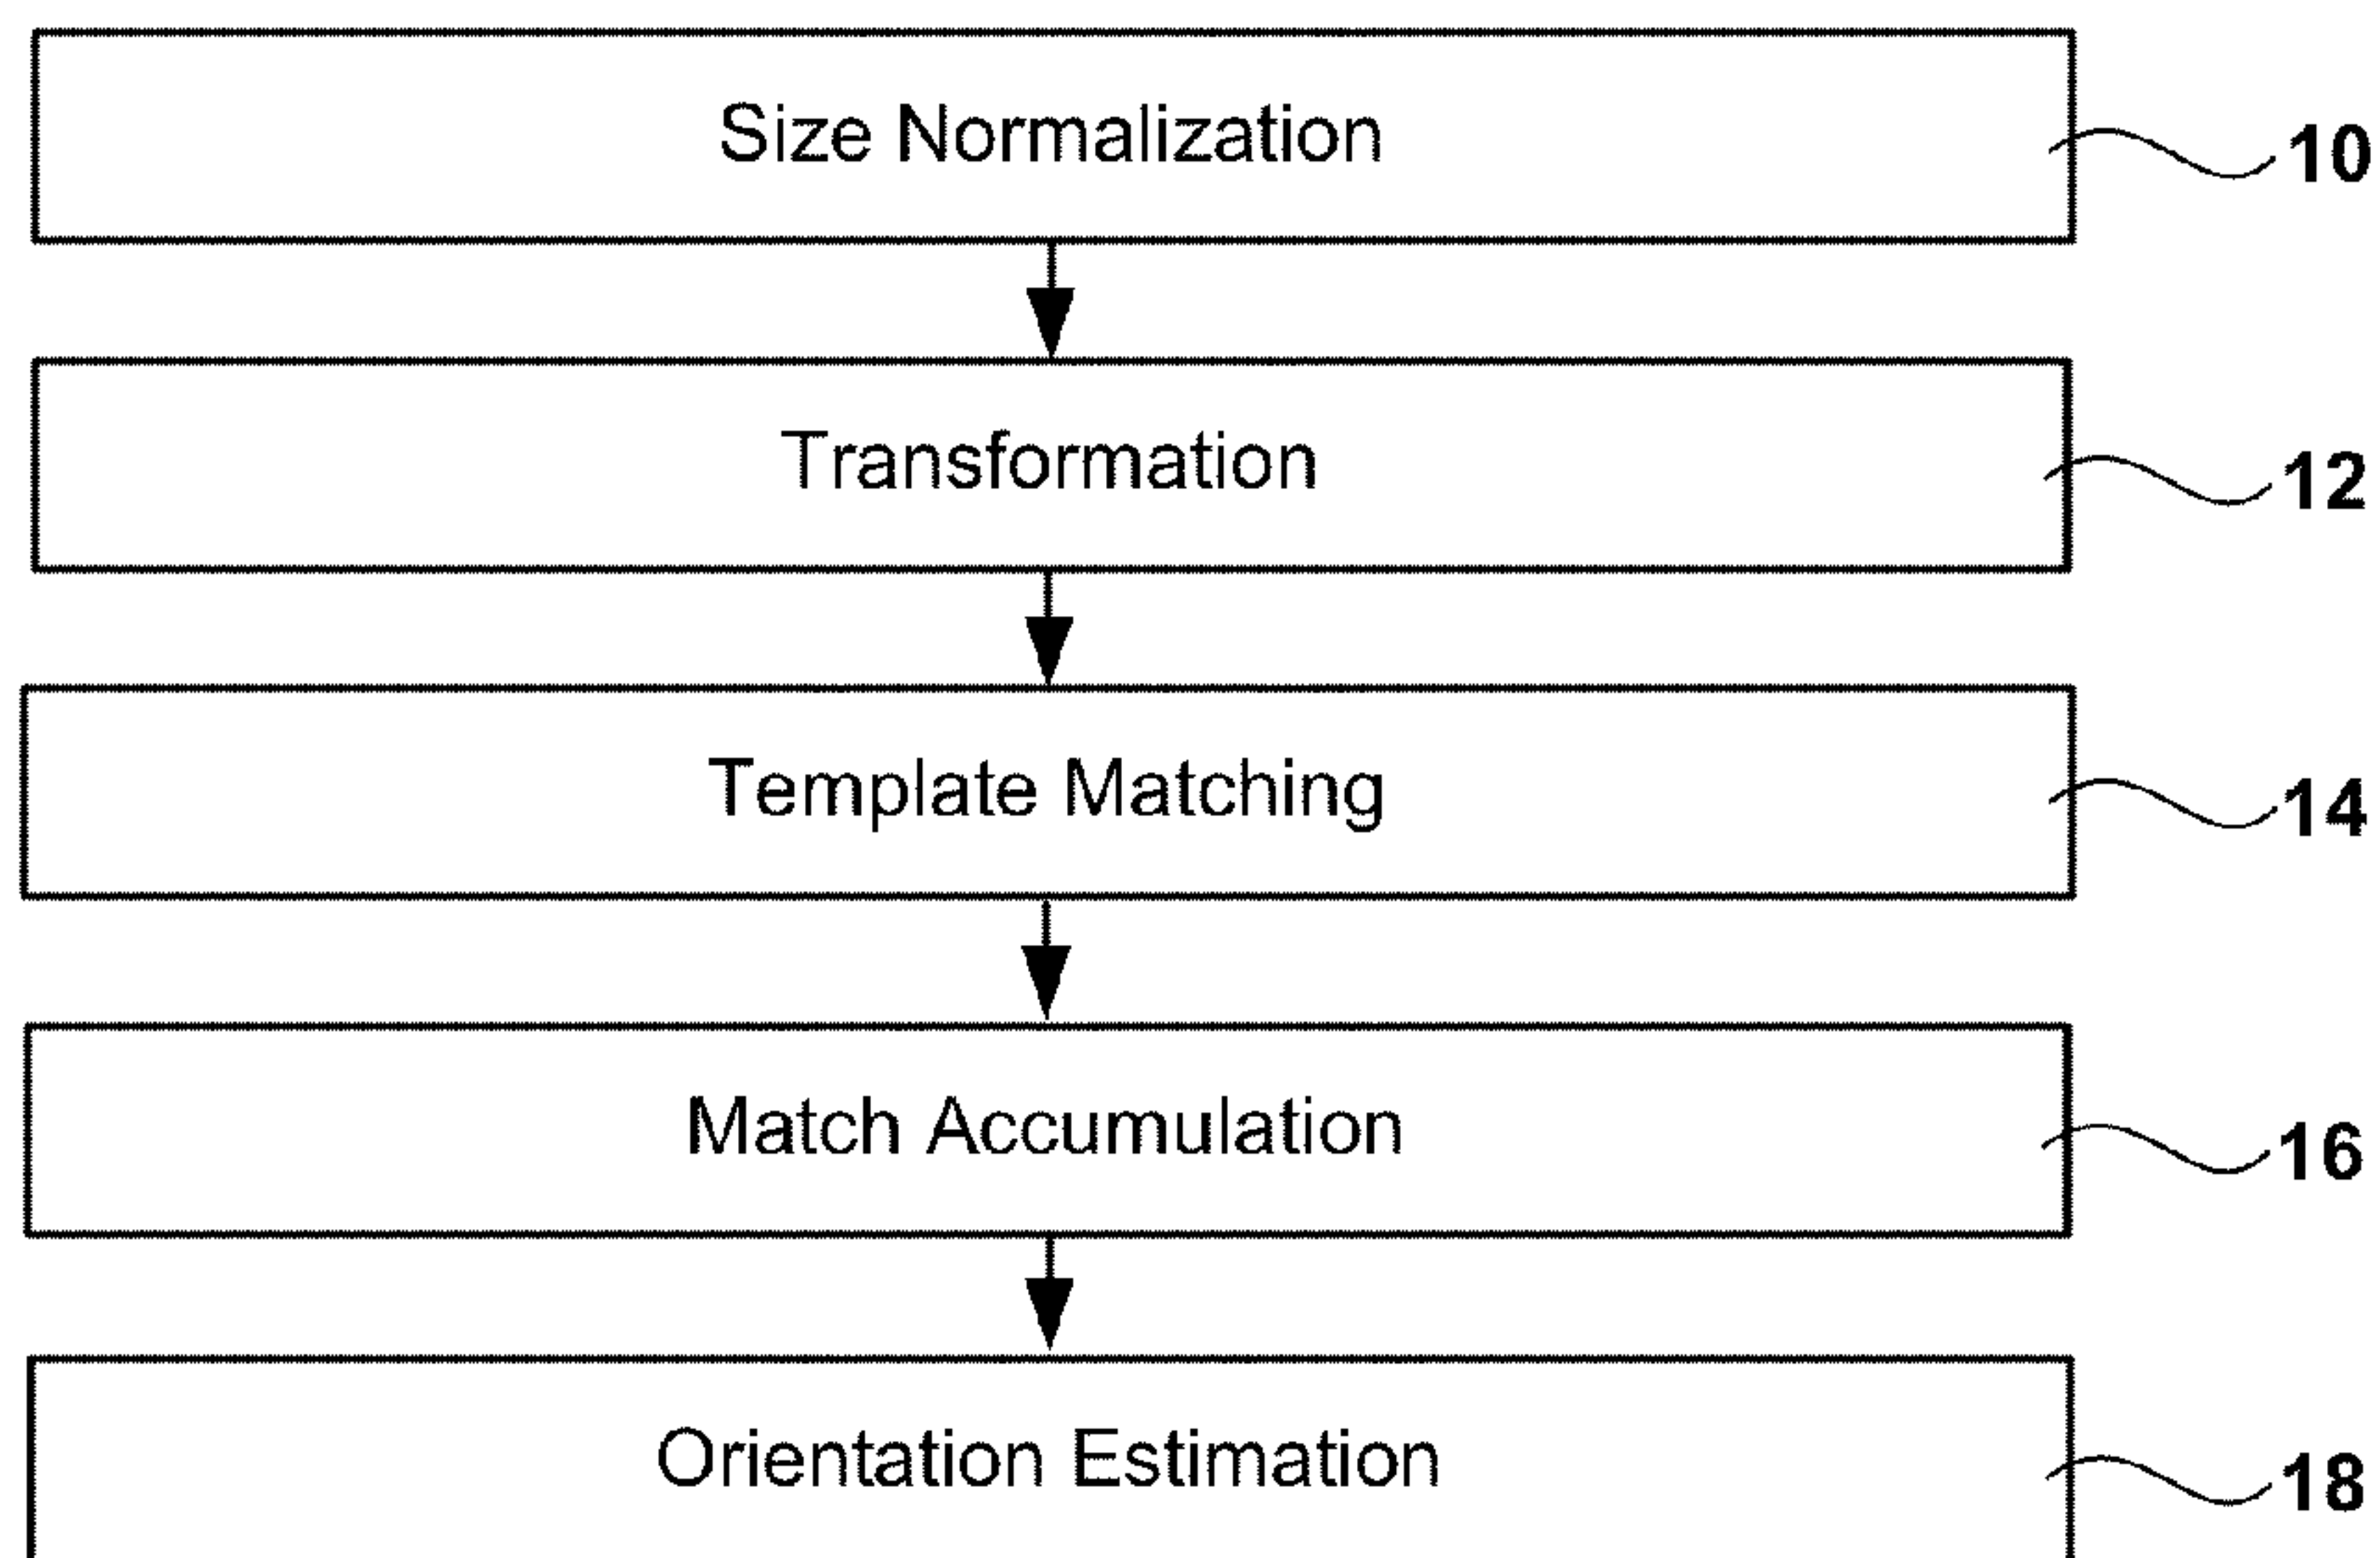 Size Normalization 10
Transformation 12
Template Matching 14
Match Accumulation 16
Orientation Estimation 18